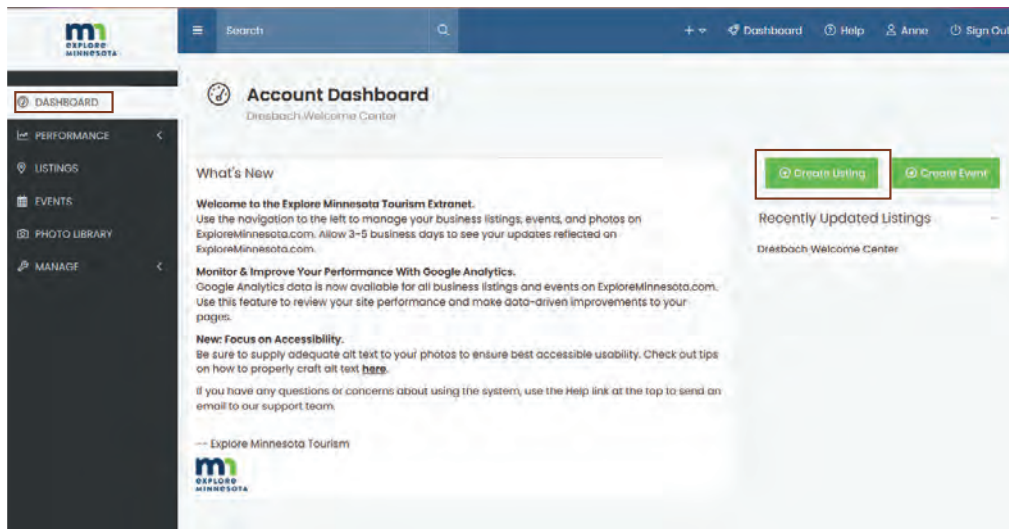 mn
EXPLORE
MINNESOTA
Search
Dashboard
Help
Anne
Sign Out
DASHBOARD
PERFORMANCE
LISTINGS
EVENTS
PHOTO LIBRARY
MANAGE
Account Dashboard
Dresbach Welcome Center
What's New
Welcome to the Explore Minnesota Tourism Extranet.
Use the navigation to the left to manage your business listings, events, and photos on
ExploreMinnesota.com. Allow 3-5 business days to see your updates reflected on
ExploreMinnesota.com.
Monitor & Improve Your Performance With Google Analytics.
Google Analytics data is now available for all business listings and events on ExploreMinnesota.com.
Use this feature to review your site performance and make data-driven improvements to your
pages.
New: Focus on Accessibility.
Be sure to supply adequate alt text to your photos to ensure best accessible usability. Check out tips
on how to properly craft alt text here.
If you have any questions or concerns about using the system, use the Help link at the top to send an
email to our support team.
-- Explore Minnesota Tourism
mn
EXPLORE
MINNESOTA
Create Listing
Create Event
Recently Updated Listings
Dresbach Welcome Center